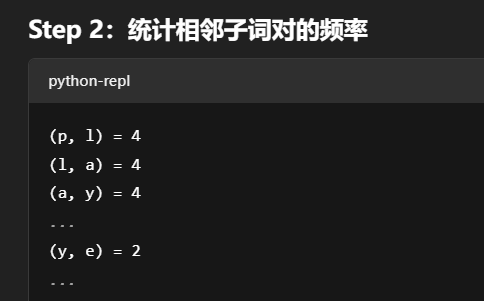 Step 2：统计相邻子词对的频率
python-repl
(p, l) = 4
(l, a) = 4
(a, y) = 4
...
(y, e) = 2
...